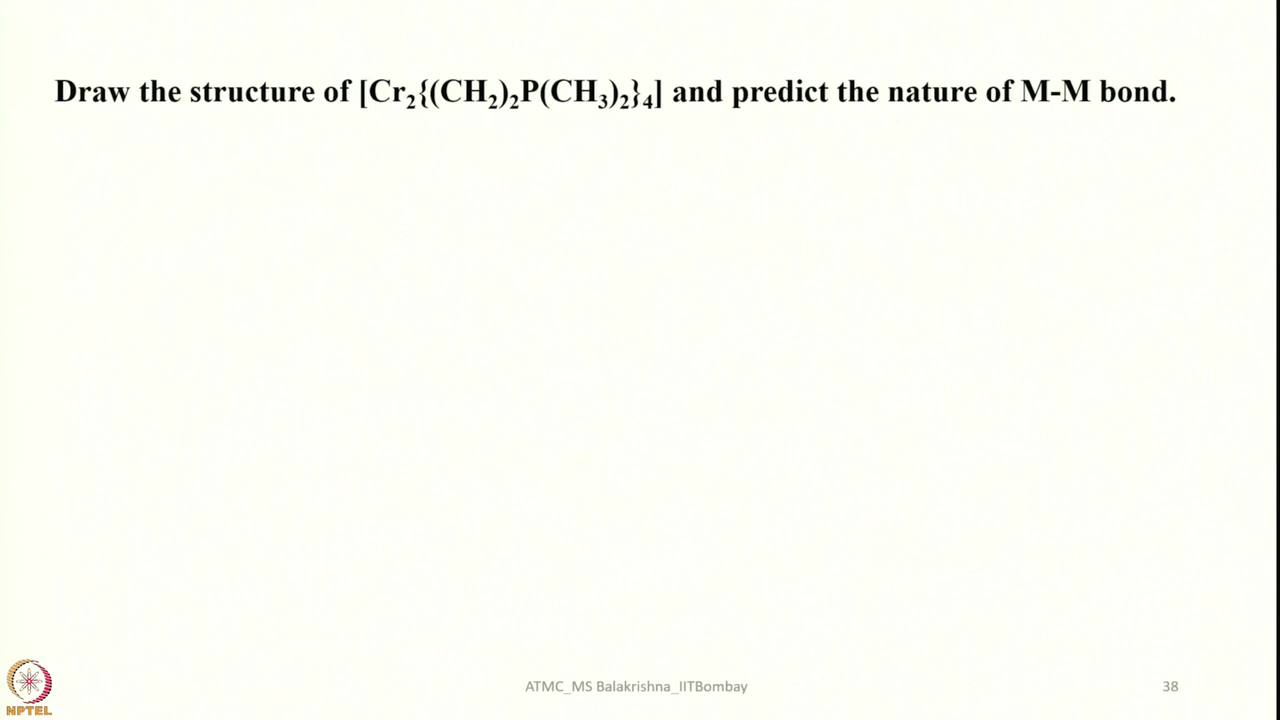 Draw the structure of [Cr₂{(CH₂)₂P(CH₃)₂}₄] and predict the nature of M-M bond.
NPTEL
ATMC_MS Balakrishna_IITBombay
38